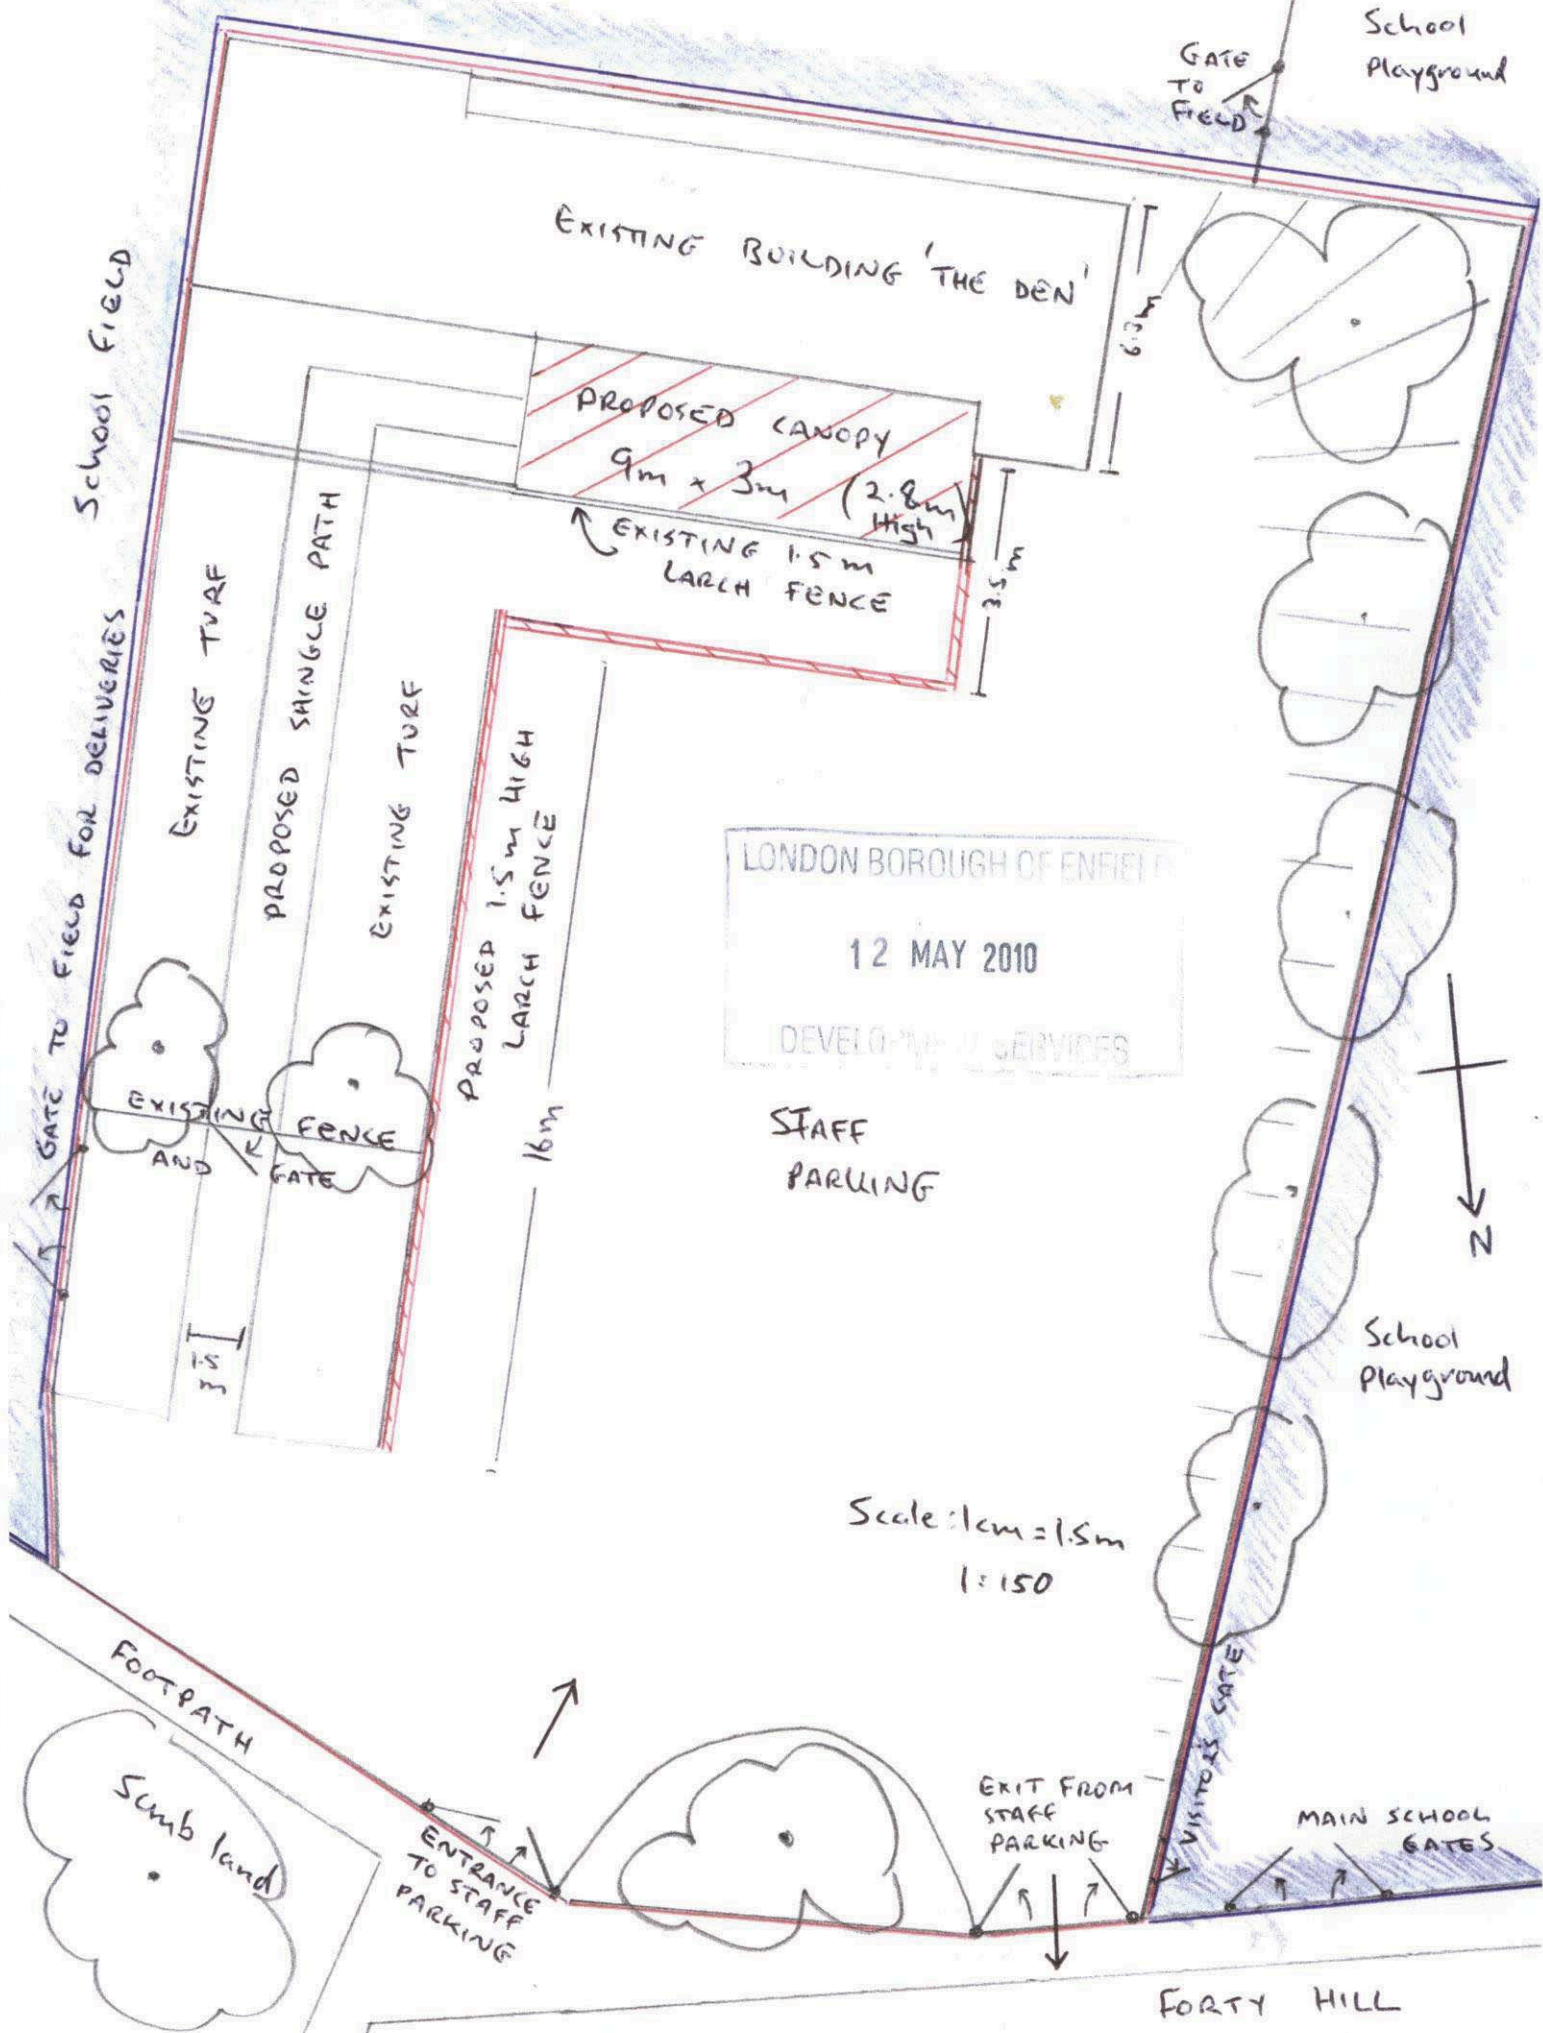 School
Playground
GATE
TO
FIELD
EXISTING BUILDING 'THE DEN'
6.3m
SCHOOL FIELD
PROPOSED CANOPY
9m x 3m (2.8m
High)
EXISTING 1.5m
LARCH FENCE
3.5m
GATE TO FIELD FOR DELIVERIES
EXISTING TURF
PROPOSED SHINGLE PATH
EXISTING TURF
PROPOSED 1.5m HIGH
LARCH FENCE
16m
LONDON BOROUGH OF ENFIELD
12 MAY 2010
DEVELOPMENT SERVICES
EXISTING FENCE
AND GATE
STAFF
PARKING
N
School
Playground
Scale: 1cm = 1.5m
1:150
FOOTPATH
Scrub land
ENTRANCE
TO STAFF
PARKING
EXIT FROM
STAFF
PARKING
VISITORS GATE
MAIN SCHOOL
GATES
FORTY HILL